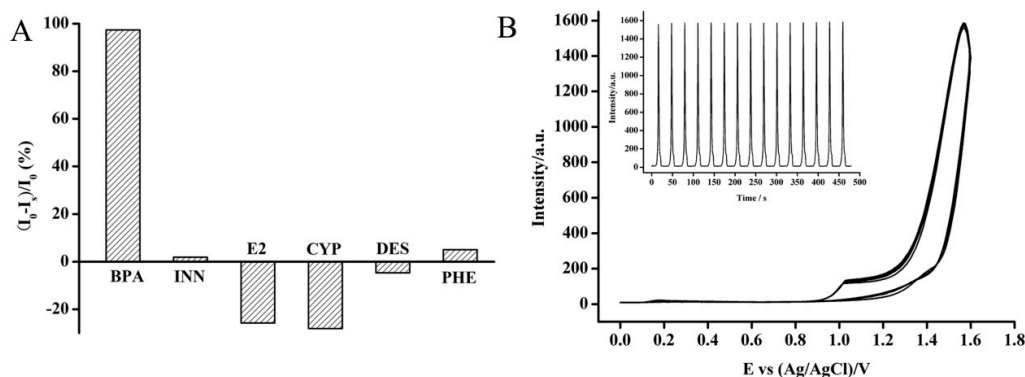 A
(I0-Is)/I0 (%)
100
80
60
40
20
0
-20
BPA
INN
E2
CYP
DES
PHE
B
Intensity/a.u.
1600
1400
1200
1000
800
600
400
200
0
0.0 0.2 0.4 0.6 0.8 1.0 1.2 1.4 1.6 1.8
E vs (Ag/AgCl)/V
Intensity/a.u.
1600
1400
1200
1000
800
600
400
200
0
0 50 100 150 200 250 300 350 400 450 500
Time / s